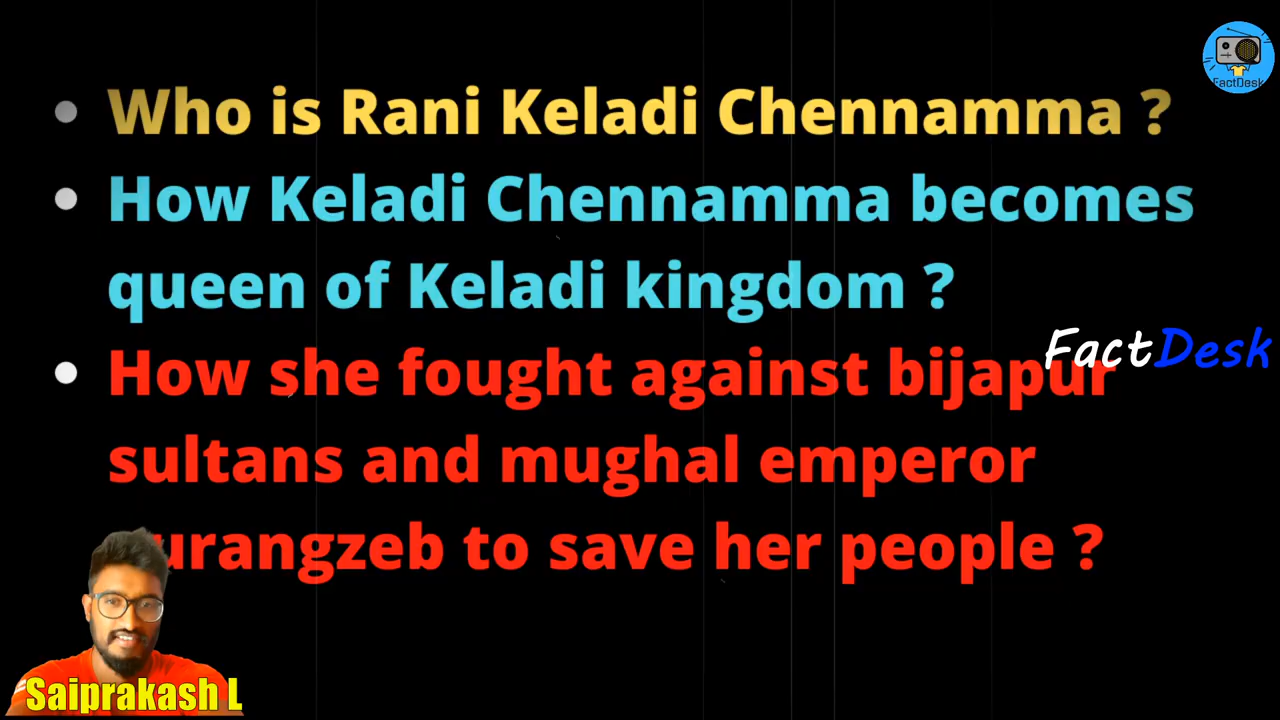 Who is Rani Keladi Chennamma ?
How Keladi Chennamma becomes
queen of Keladi kingdom ?
How she fought against bijapur
sultans and mughal emperor
urangzeb to save her people ?
FactDesk
FactDesk
Saiprakash L